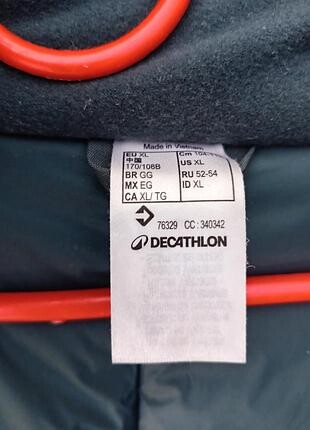 Made in Vietnam
EU XL
中国
170/108B
BR GG
MX EG
CA XL/ TG
Cm
US XL
RU 52-54
ID XL
76329 CC : 340342
DECATHLON